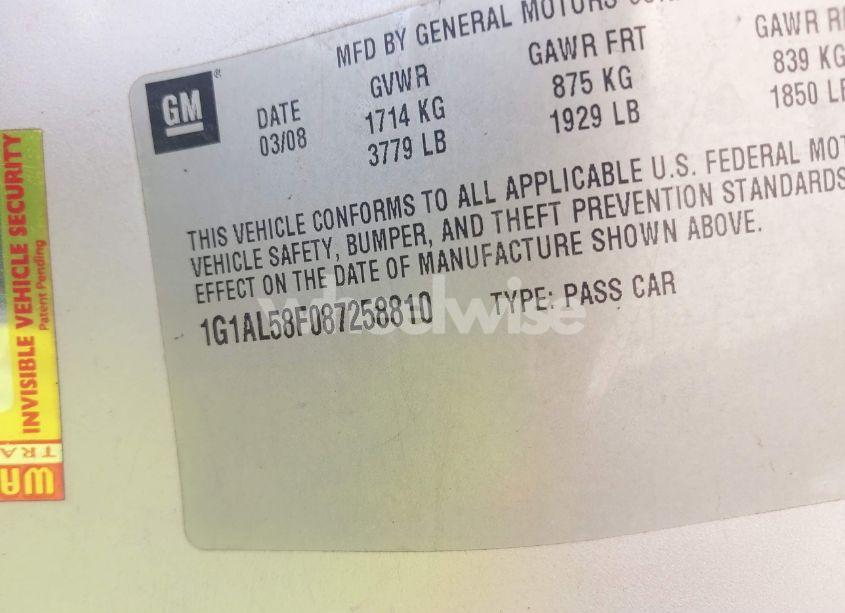 MFD BY GENERAL MOTORS
GM
DATE
03/08
GVWR
1714 KG
3779 LB
GAWR FRT
875 KG
1929 LB
GAWR
839 KG
1850
THIS VEHICLE CONFORMS TO ALL APPLICABLE U.S. FEDERAL
VEHICLE SAFETY, BUMPER, AND THEFT PREVENTION STANDARDS
EFFECT ON THE DATE OF MANUFACTURE SHOWN ABOVE.
1G1AL58F087258810 TYPE: PASS CAR
wheelwise
INVISIBLE VEHICLE SECURITY
Patent Pending